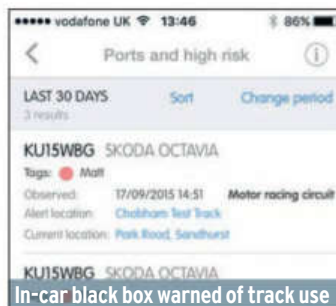 vodafone UK 13:46 86%
Ports and high risk
LAST 30 DAYS Sort Change period
3 results
KU15WBG SKODA OCTAVIA
Tags: Matt
Observed: 17/09/2015 14:51 Motor racing circuit
Alert location: Chobham Test Track
Current location: Park Road, Sandhurst
KU15WBG SKODA OCTAVIA
In-car black box warned of track use